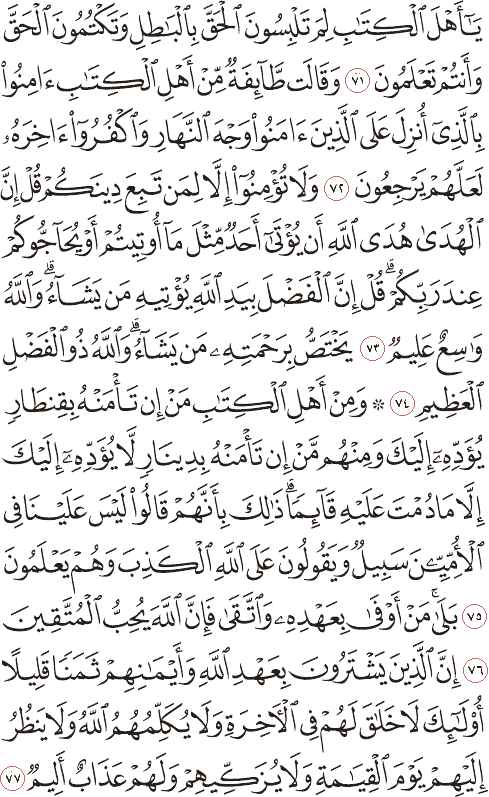 يَـٰٓأَهۡلَ ٱلۡكِتَـٰبِ لِمَ تَلۡبِسُونَ ٱلۡحَقَّ بِٱلۡبَـٰطِلِ وَتَكۡتُمُونَ ٱلۡحَقَّ
وَأَنتُمۡ تَعۡلَمُونَ ٧١ وَقَالَت طَّآئِفَةٌ مِّنۡ أَهۡلِ ٱلۡكِتَـٰبِ ءَامِنُواْ
بِٱلَّذِيٓ أُنزِلَ عَلَى ٱلَّذِينَ ءَامَنُواْ وَجۡهَ ٱلنَّهَارِ وَٱكۡفُرُوٓاْ ءَاخِرَهُۥ
لَعَلَّهُمۡ يَرۡجِعُونَ ٧٢ وَلَا تُؤۡمِنُوٓاْ إِلَّا لِمَن تَبِعَ دِينَكُمۡ قُلۡ إِنَّ
ٱلۡهُدَىٰ هُدَى ٱللَّهِ أَن يُؤۡتَىٰٓ أَحَدٌ مِّثۡلَ مَآ أُوتِيتُمۡ أَوۡ يُحَآجُّوكُمۡ
عِندَ رَبِّكُمۡۗ قُلۡ إِنَّ ٱلۡفَضۡلَ بِيَدِ ٱللَّهِ يُؤۡتِيهِ مَن يَشَآءُۗ وَٱللَّهُ
وَٰسِعٌ عَلِيمٌ ٧٣ يَخۡتَصُّ بِرَحۡمَتِهِۦ مَن يَشَآءُۗ وَٱللَّهُ ذُو ٱلۡفَضۡلِ
ٱلۡعَظِيمِ ٧٤ * وَمِنۡ أَهۡلِ ٱلۡكِتَـٰبِ مَنۡ إِن تَأۡمَنۡهُ بِقِنطَارٍ
يُؤَدِّهِۦٓ إِلَيۡكَ وَمِنۡهُم مَّنۡ إِن تَأۡمَنۡهُ بِدِينَارٍ لَّا يُؤَدِّهِۦٓ إِلَيۡكَ
إِلَّا مَا دُمۡتَ عَلَيۡهِ قَآئِمًاۗ ذَٰلِكَ بِأَنَّهُمۡ قَالُواْ لَيۡسَ عَلَيۡنَا فِي
ٱلۡأُمِّيِّـۧنَ سَبِيلٌ وَيَقُولُونَ عَلَى ٱللَّهِ ٱلۡكَذِبَ وَهُمۡ يَعۡلَمُونَ
٧٥ بَلَىٰۚ مَنۡ أَوۡفَىٰ بِعَهۡدِهِۦ وَٱتَّقَىٰ فَإِنَّ ٱللَّهَ يُحِبُّ ٱلۡمُتَّقِينَ
٧٦ إِنَّ ٱلَّذِينَ يَشۡتَرُونَ بِعَهۡدِ ٱللَّهِ وَأَيۡمَـٰنِهِمۡ ثَمَنًا قَلِيلًا
أُوْلَـٰٓئِكَ لَا خَلَـٰقَ لَهُمۡ فِي ٱلۡأٓخِرَةِ وَلَا يُكَلِّمُهُمُ ٱللَّهُ وَلَا يَنظُرُ
إِلَيۡهِمۡ يَوۡمَ ٱلۡقِيَـٰمَةِ وَلَا يُزَكِّيهِمۡ وَلَهُمۡ عَذَابٌ أَلِيمٌ ٧٧